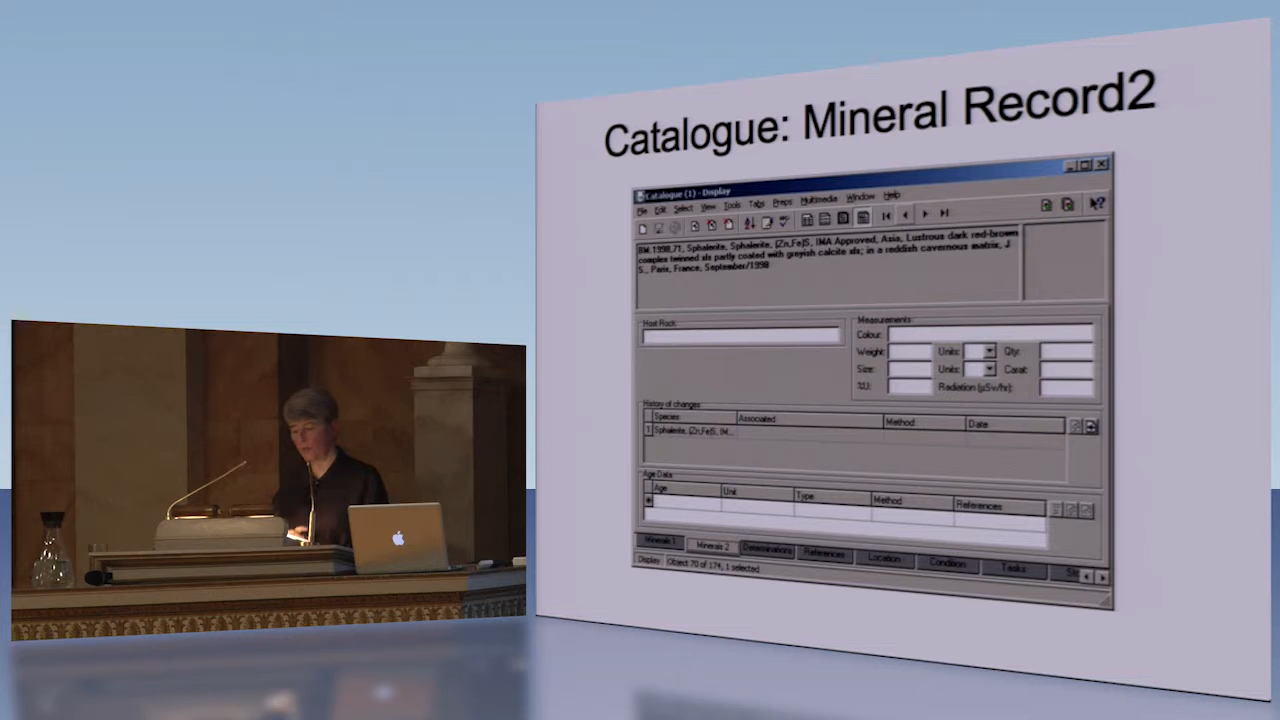 Catalogue: Mineral Record2
Catalogue (1) - Display
File Edit Select View Tools Tabs Preps Multimedia Window Help
BM.1998,71, Sphalerite, Sphalerite, (Zn,Fe)S, IMA Approved, Asia, Lustrous dark red-brown
complex twinned xls partly coated with greyish calcite xls; in a reddish cavernous matrix, J
S., Paris, France, September/1998
Host Rock:
Measurements
Colour:
Weight: Units: Qty:
Size: Units: Carat:
%U: Radiation (µSv/hr):
History of changes
Species Associated Method Date
1 Sphalerite, (Zn,Fe)S, IM...
Age Data
Age Unit Type Method References
Minerals 1 Minerals 2 Determinations References Location Condition Tasks
Display Object 70 of 174, 1 selected